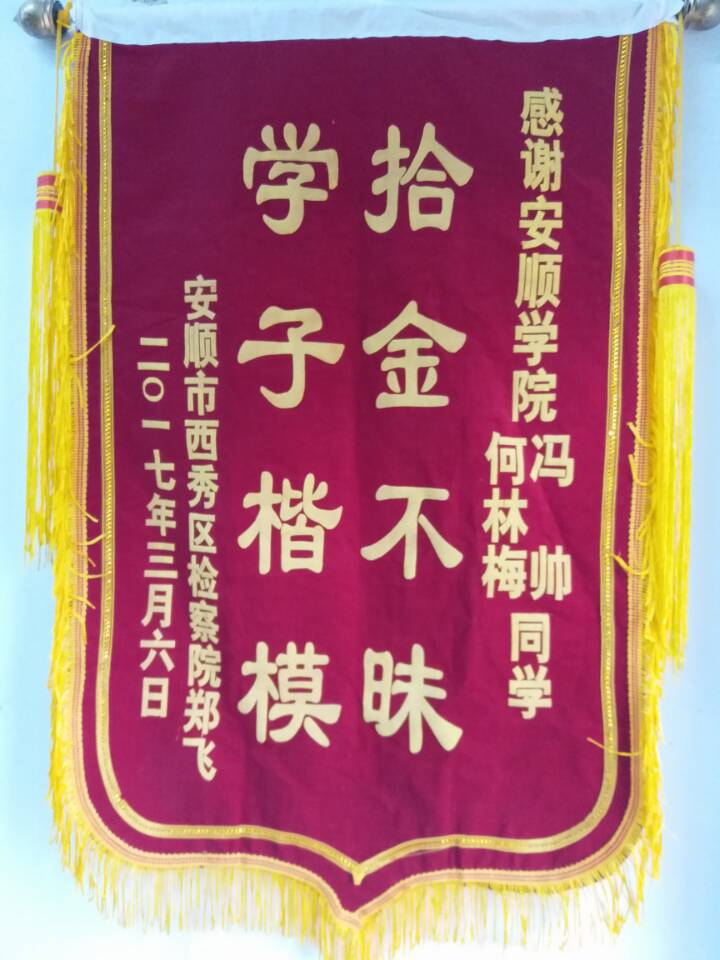 感谢安顺学院冯帅何林梅同学
拾金不昧
学子楷模
安顺市西秀区检察院郑飞
二〇一七年三月六日